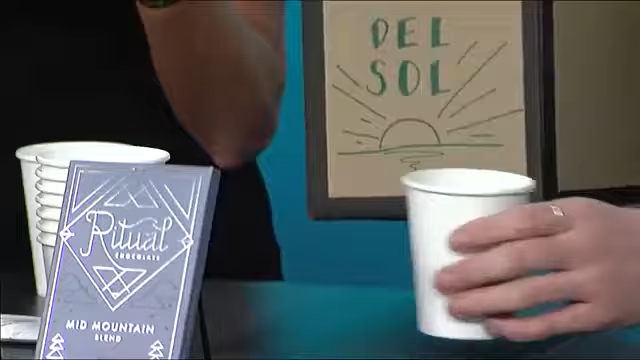 DEL
SOL
Ritual
CHOCOLATE
MID MOUNTAIN
BLEND